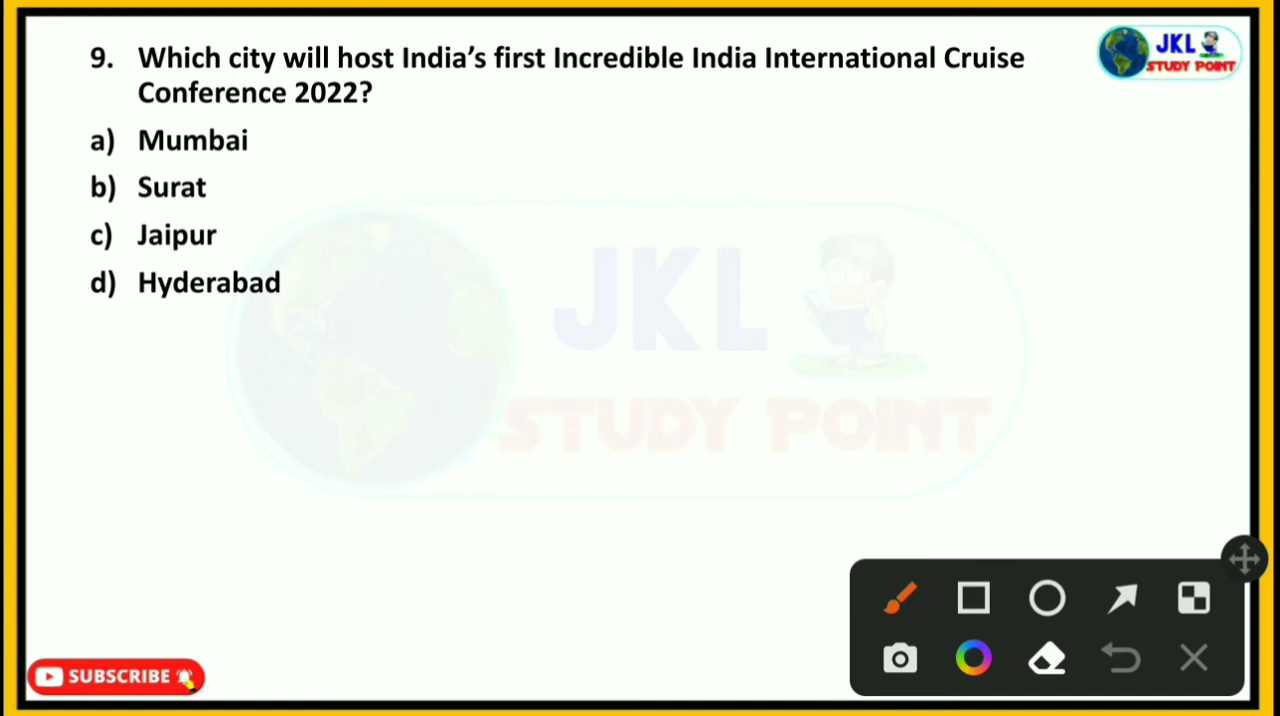 9. Which city will host India’s first Incredible India International Cruise
Conference 2022?
a) Mumbai
b) Surat
c) Jaipur
d) Hyderabad
JKL
STUDY POINT
JKL
STUDY POINT
SUBSCRIBE